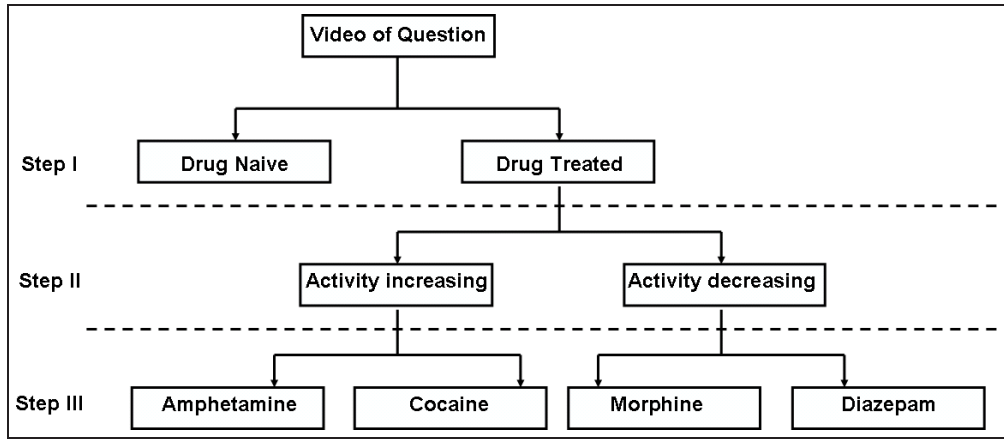 Video of Question
Step I
Drug Naive
Drug Treated
Step II
Activity increasing
Activity decreasing
Step III
Amphetamine
Cocaine
Morphine
Diazepam